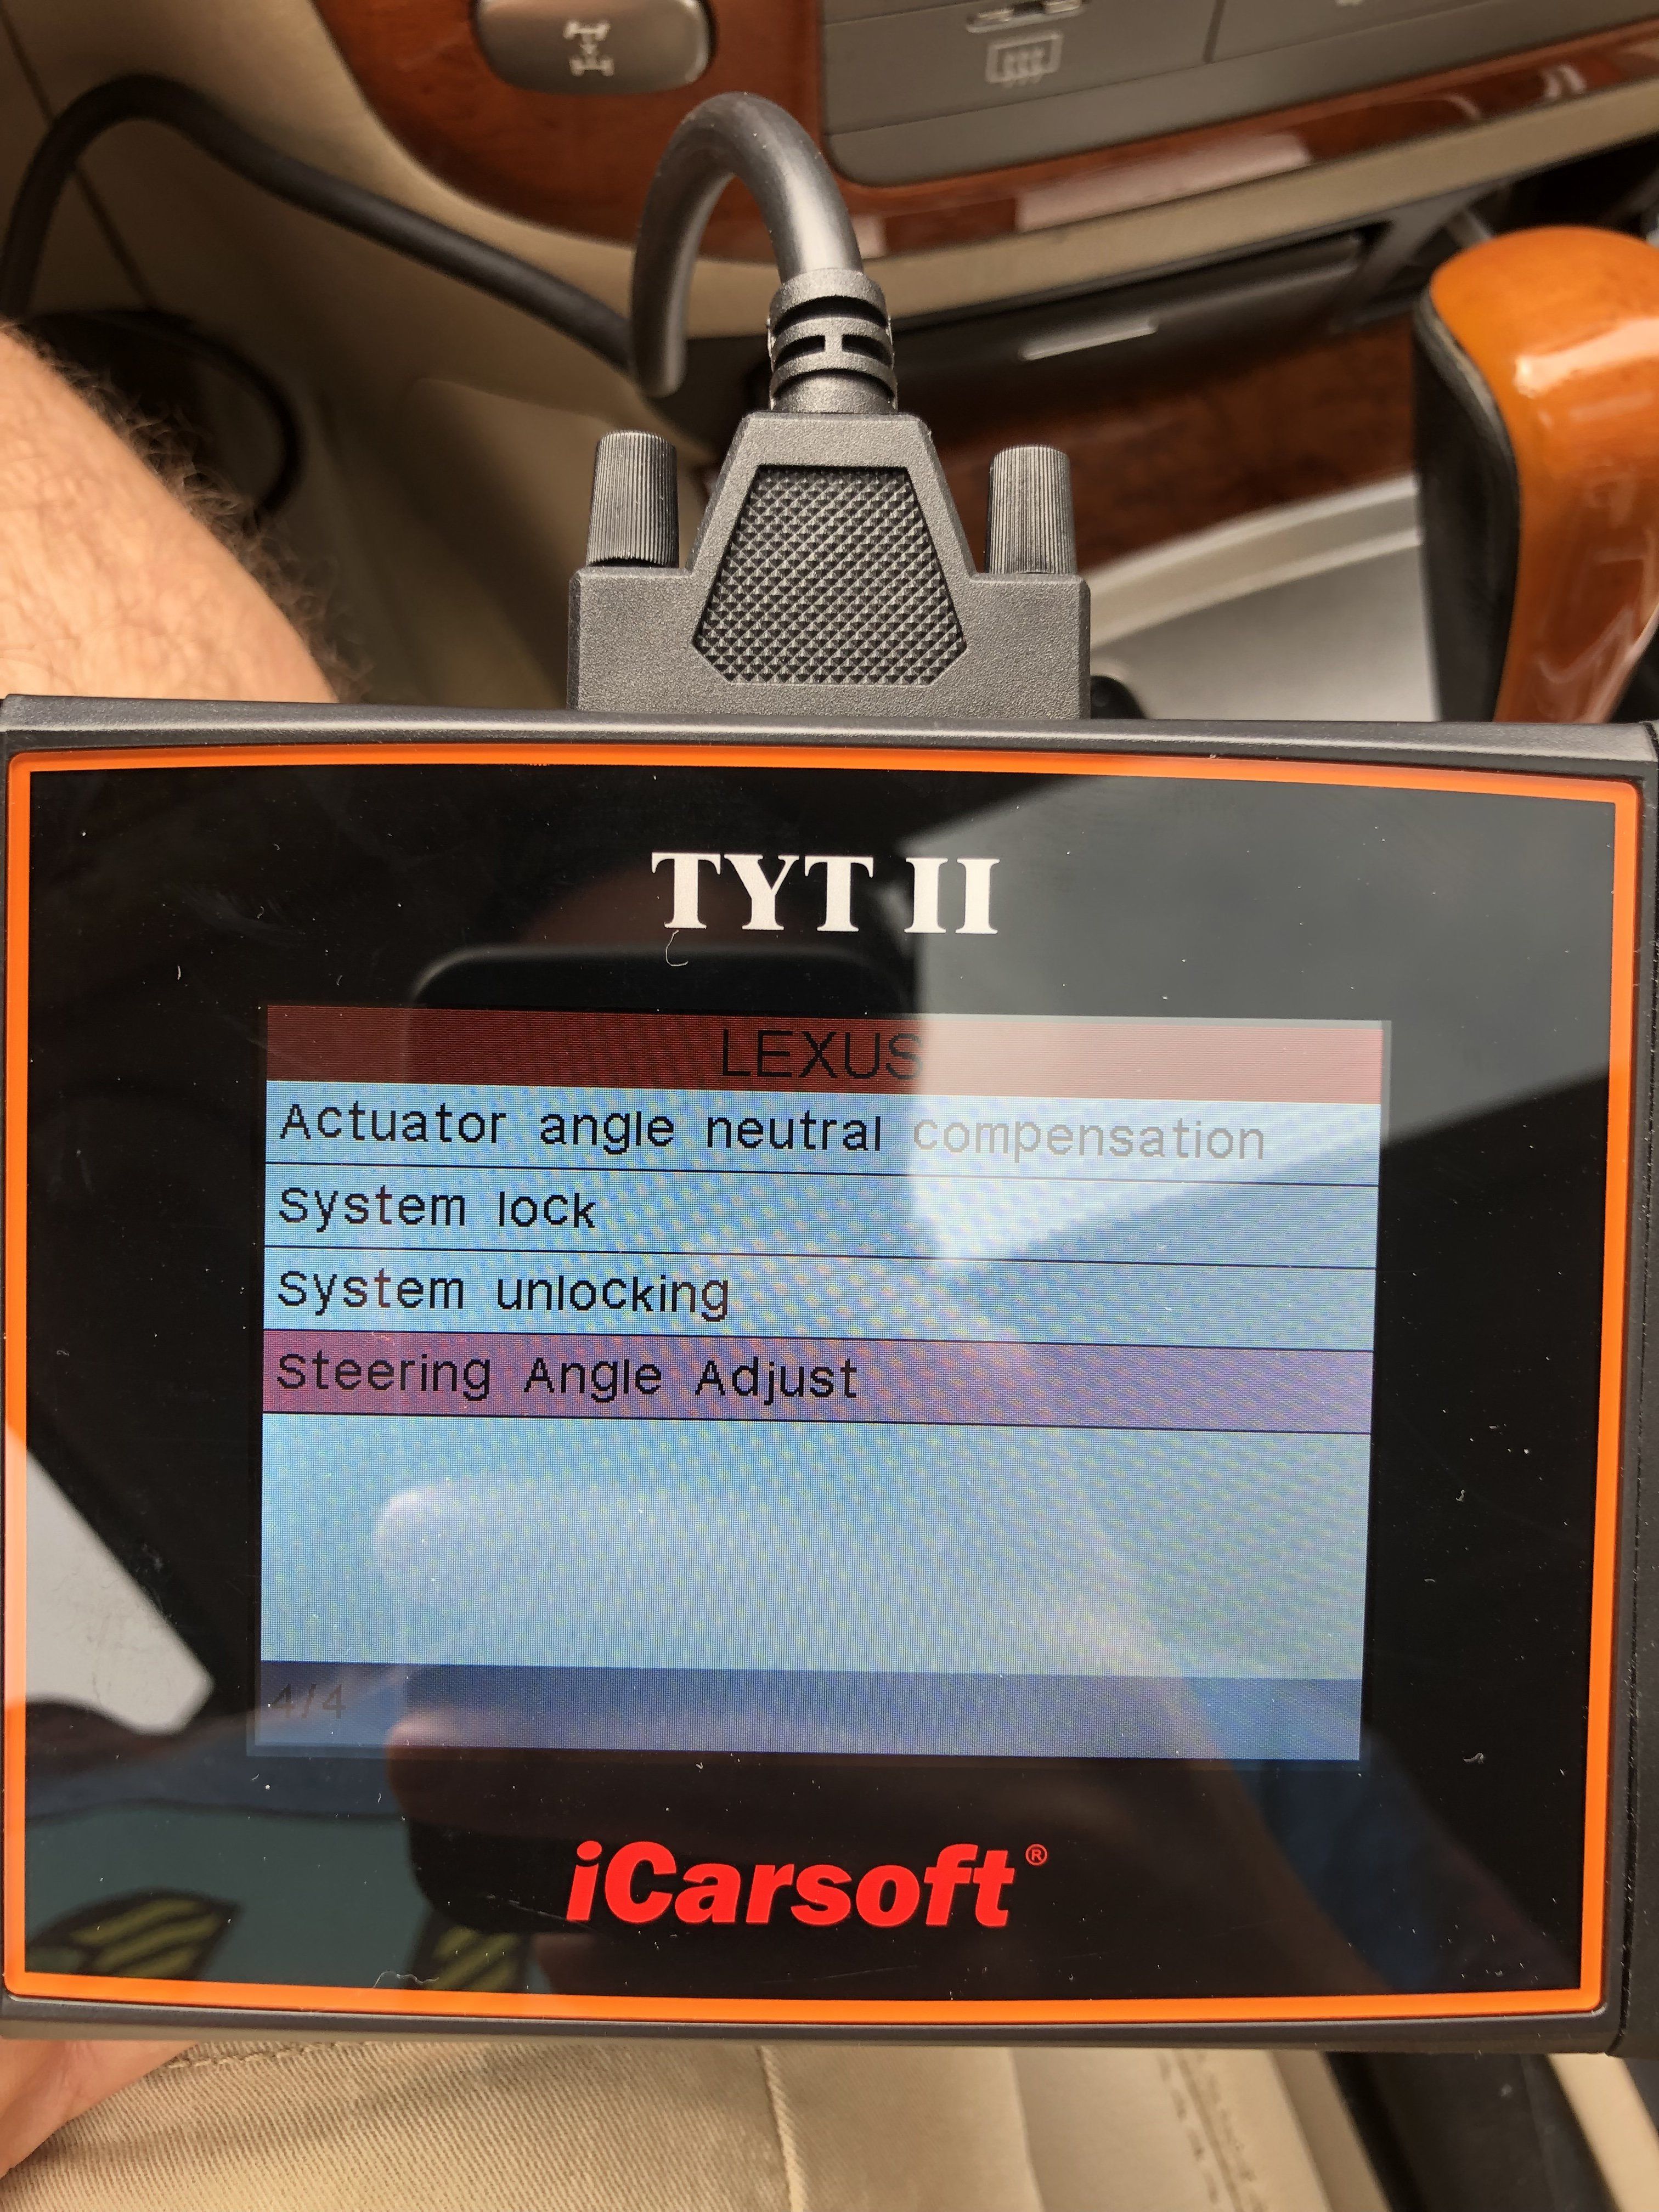 TYT II
LEXUS
Actuator angle neutral compensation
System lock
System unlocking
Steering Angle Adjust
4/4
iCarsoft®